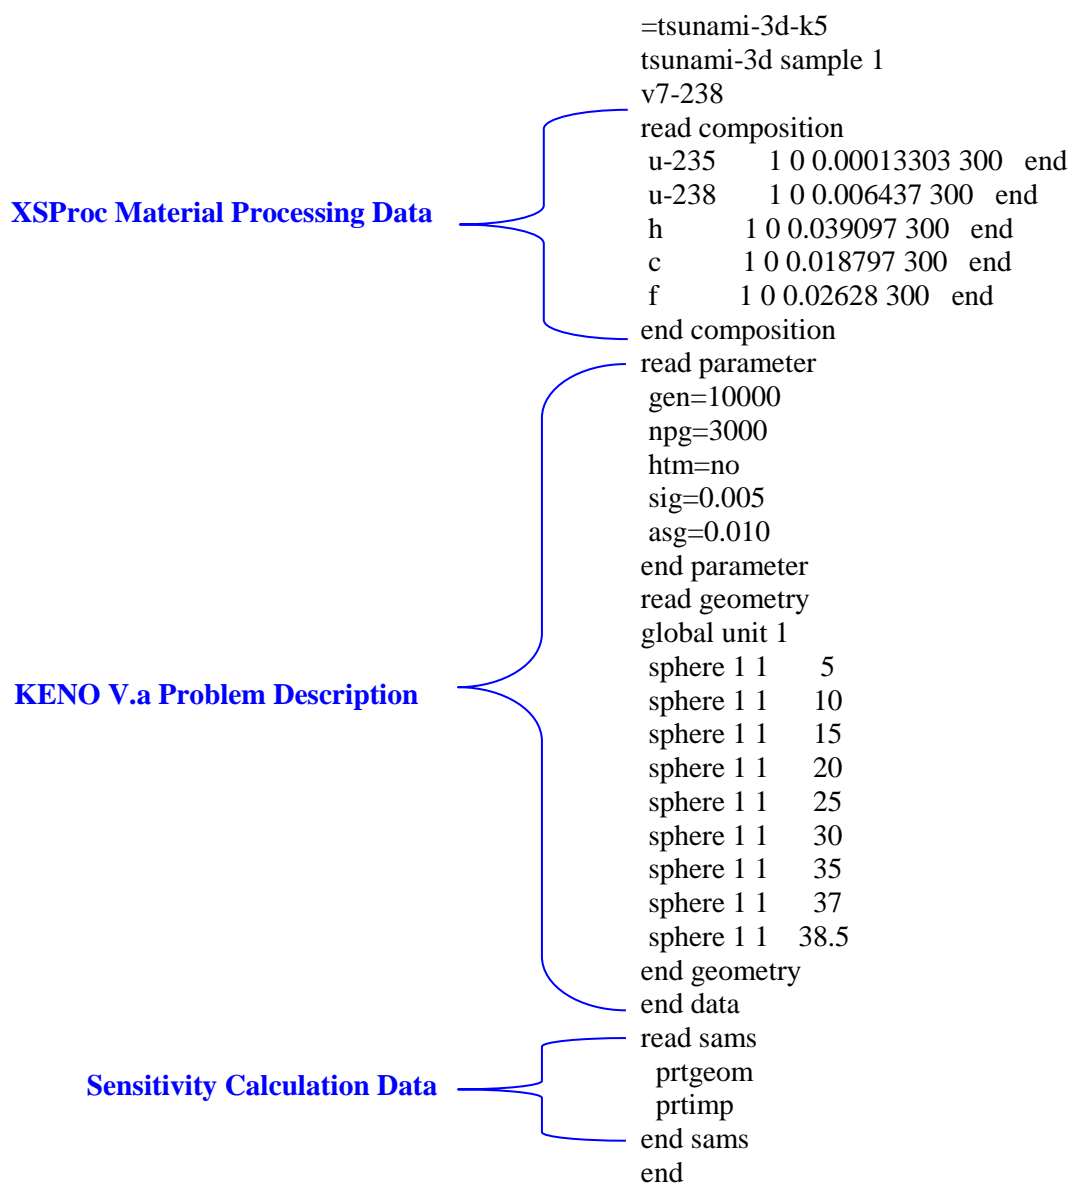 =tsunami-3d-k5
tsunami-3d sample 1
v7-238
read composition
u-235 1 0 0.00013303 300 end
u-238 1 0 0.006437 300 end
XSProc Material Processing Data
h 1 0 0.039097 300 end
c 1 0 0.018797 300 end
f 1 0 0.02628 300 end
end composition
read parameter
gen=10000
npg=3000
htm=no
sig=0.005
asg=0.010
end parameter
read geometry
global unit 1
sphere 1 1 5
KENO V.a Problem Description
sphere 1 1 10
sphere 1 1 15
sphere 1 1 20
sphere 1 1 25
sphere 1 1 30
sphere 1 1 35
sphere 1 1 37
sphere 1 1 38.5
end geometry
end data
read sams
prtgeom
Sensitivity Calculation Data
prtimp
end sams
end